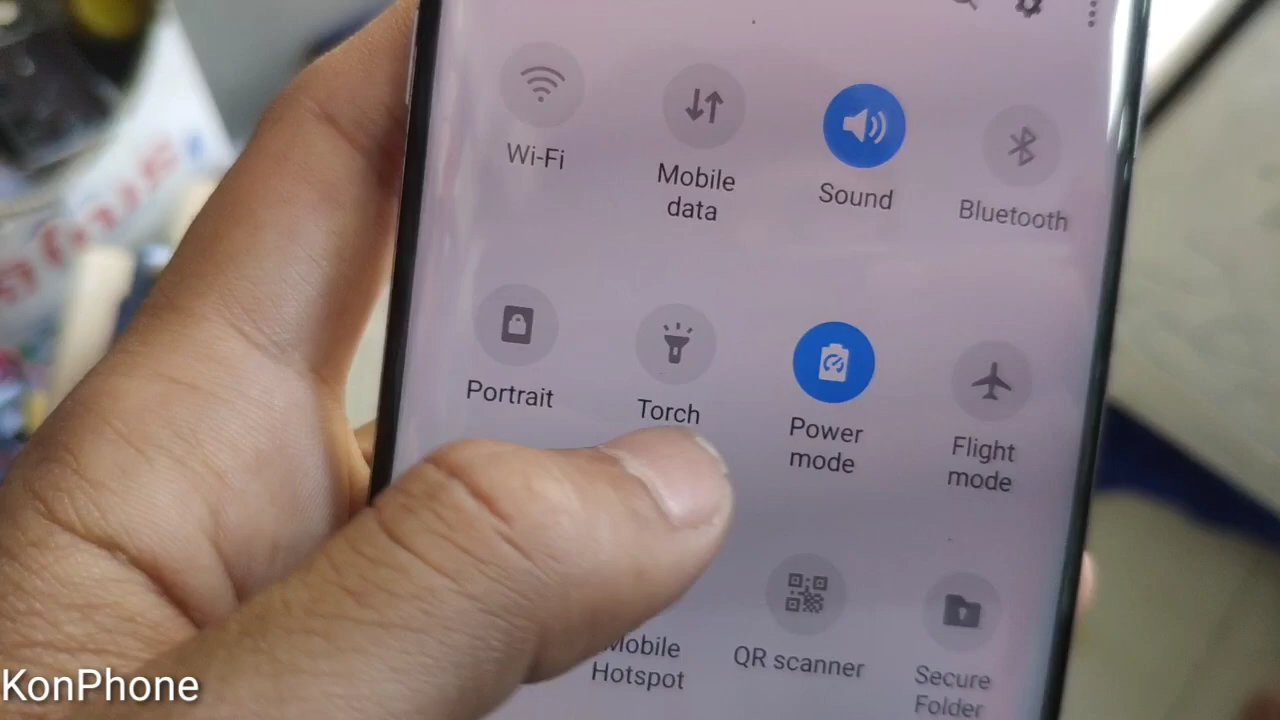 Wi-Fi
Mobile
data
Sound
Bluetooth
Portrait
Torch
Power
mode
Flight
mode
Mobile
Hotspot
QR scanner
Secure
Folder
KonPhone